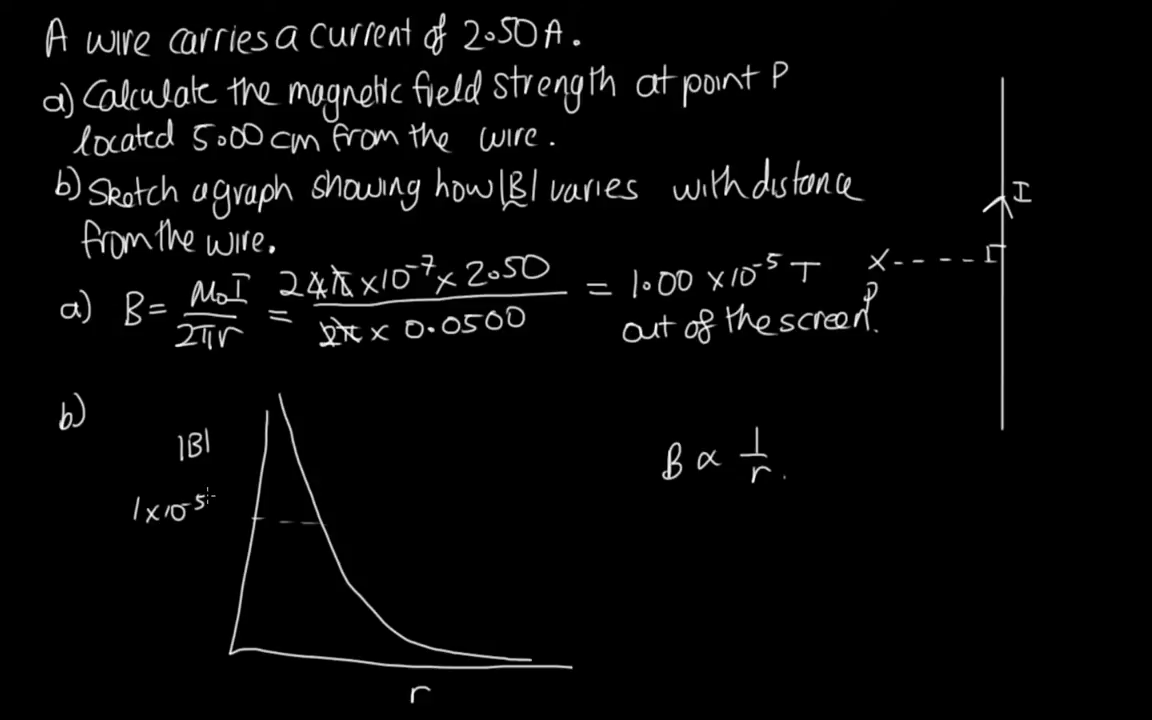 A wire carries a current of 2.50 A.
a) Calculate the magnetic field strength at point P
located 5.00 cm from the wire.
b) Sketch a graph showing how |B| varies with distance
from the wire.
I
a) B = μ₀I / 2πr = 2 4π × 10⁻⁷ × 2.50 / 2π × 0.0500 = 1.00 × 10⁻⁵ T
out of the screen.
X
P
b)
|B|
1 × 10⁻⁵
r
B ∝ 1/r.